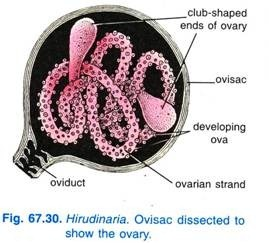 club-shaped
ends of ovary
ovisac
developing
ova
oviduct
ovarian strand
Fig. 67.30. Hirudinaria. Ovisac dissected to
show the ovary.